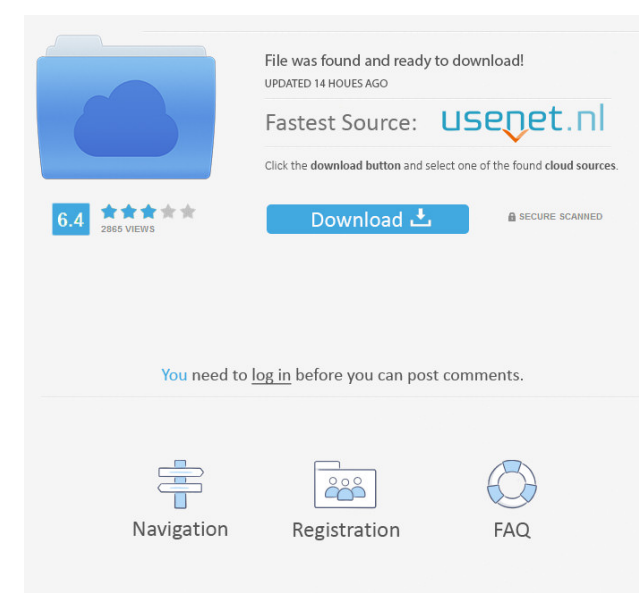 File was found and ready to download!
UPDATED 14 HOUES AGO
Fastest Source: usenet.nl
Click the download button and select one of the found cloud sources.
6.4
2865 VIEWS
Download
SECURE SCANNED
You need to log in before you can post comments.
Navigation
Registration
FAQ